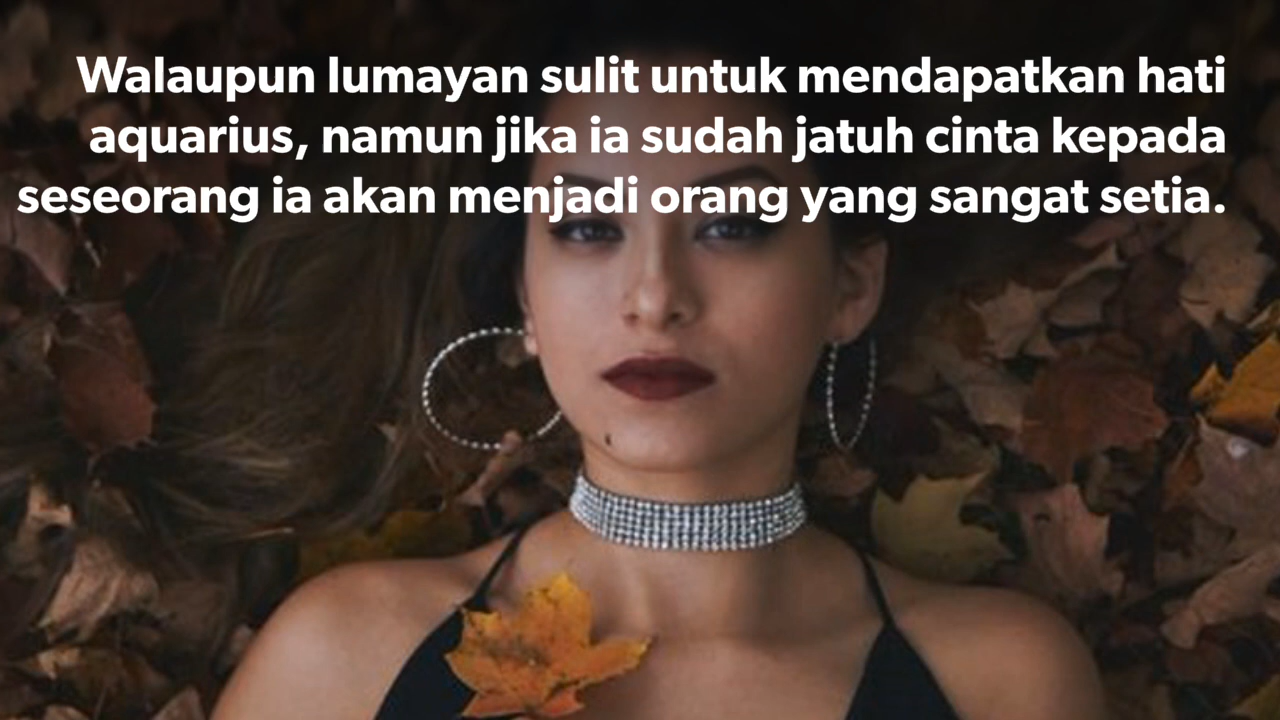 Walaupun lumayan sulit untuk mendapatkan hati
aquarius, namun jika ia sudah jatuh cinta kepada
seseorang ia akan menjadi orang yang sangat setia.